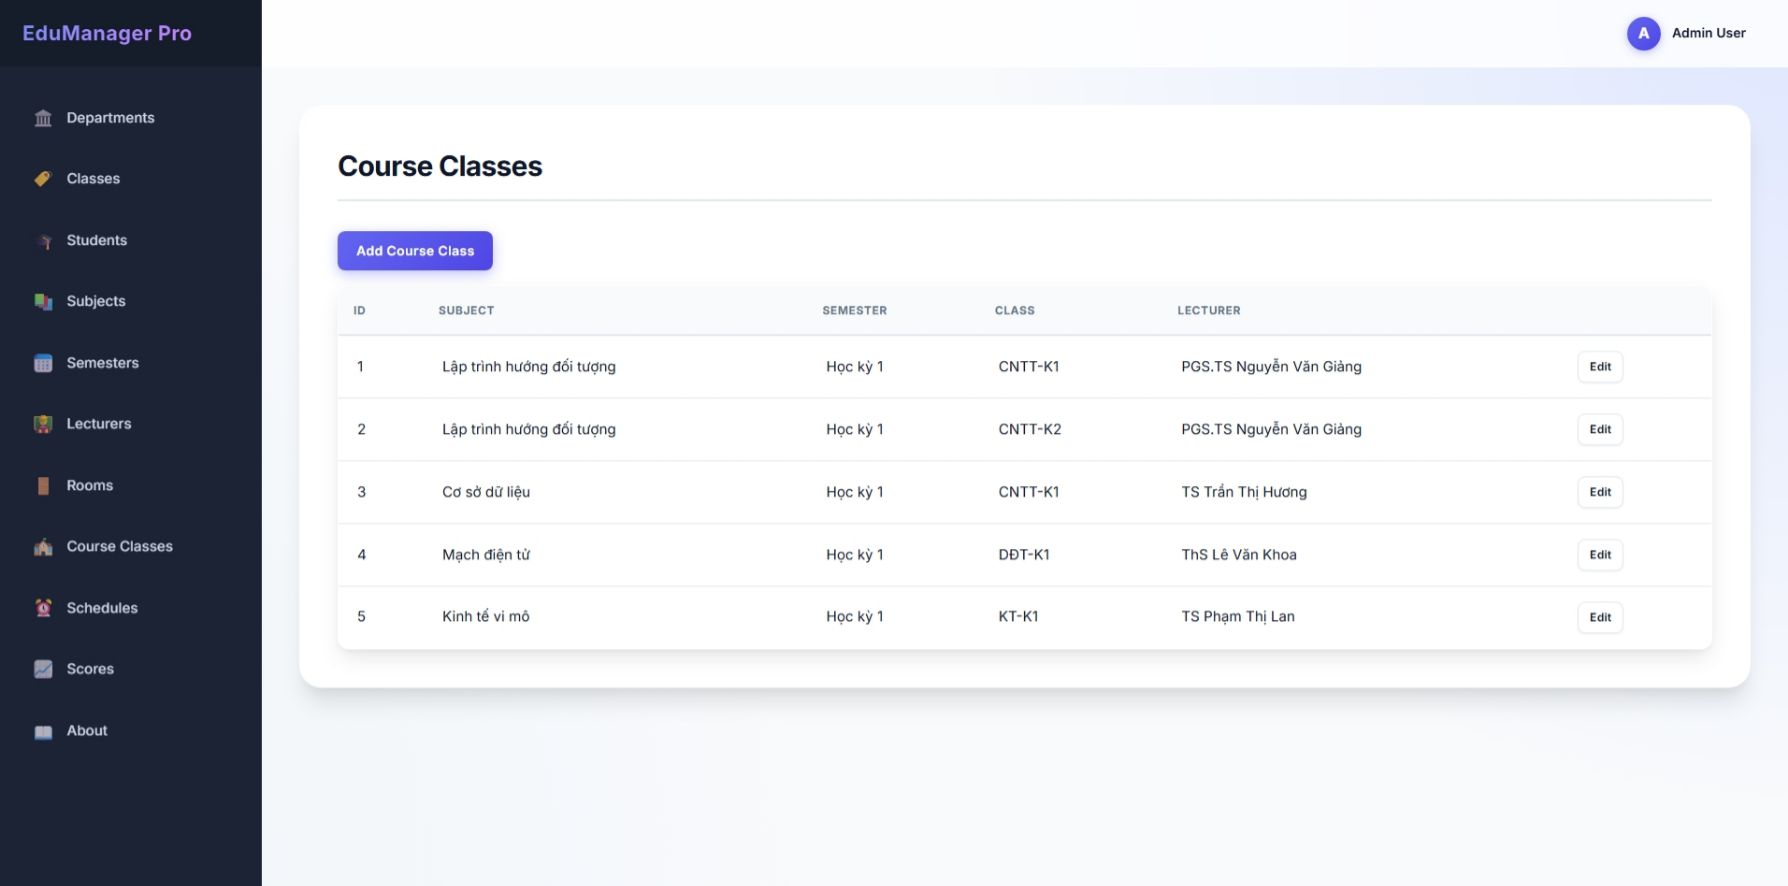 EduManager Pro
A Admin User
Departments
Classes
Students
Subjects
Semesters
Lecturers
Rooms
Course Classes
Schedules
Scores
About
Course Classes
Add Course Class
ID SUBJECT SEMESTER CLASS LECTURER
1 Lập trình hướng đối tượng Học kỳ 1 CNTT-K1 PGS.TS Nguyễn Văn Giảng Edit
2 Lập trình hướng đối tượng Học kỳ 1 CNTT-K2 PGS.TS Nguyễn Văn Giảng Edit
3 Cơ sở dữ liệu Học kỳ 1 CNTT-K1 TS Trần Thị Hương Edit
4 Mạch điện tử Học kỳ 1 DĐT-K1 ThS Lê Văn Khoa Edit
5 Kinh tế vi mô Học kỳ 1 KT-K1 TS Phạm Thị Lan Edit